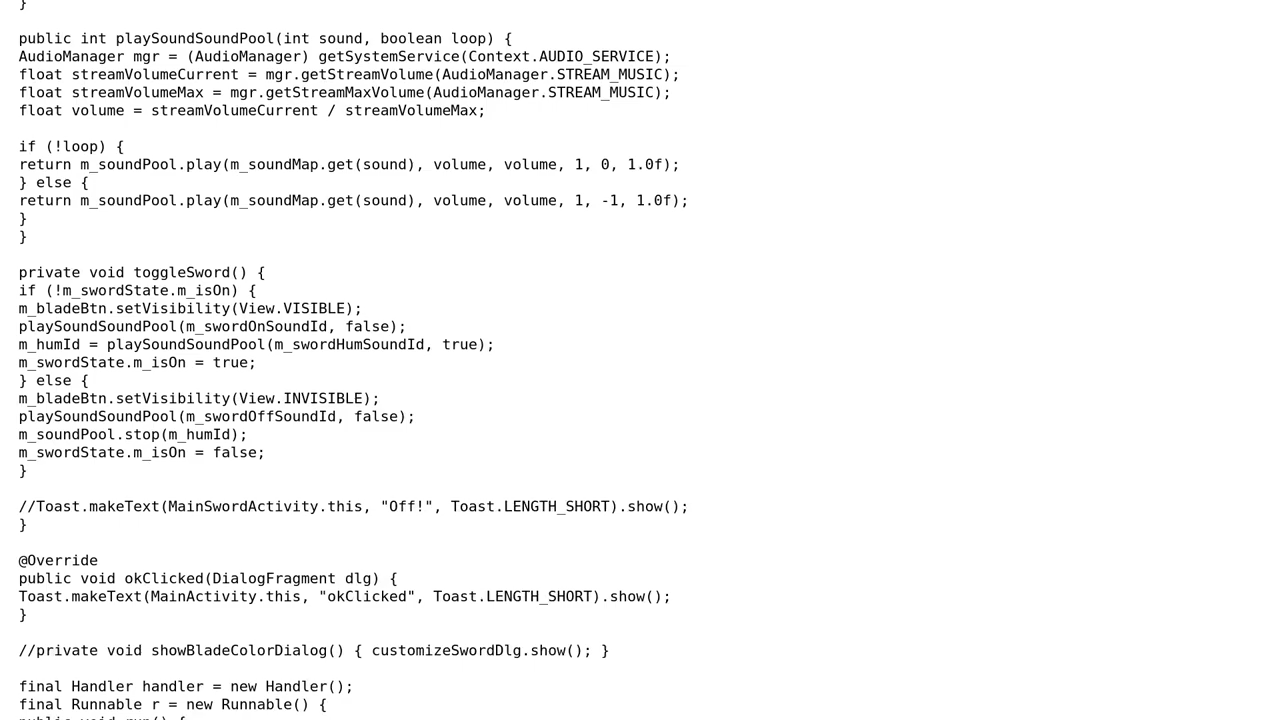 }
public int playSoundSoundPool(int sound, boolean loop) {
AudioManager mgr = (AudioManager) getSystemService(Context.AUDIO_SERVICE);
float streamVolumeCurrent = mgr.getStreamVolume(AudioManager.STREAM_MUSIC);
float streamVolumeMax = mgr.getStreamMaxVolume(AudioManager.STREAM_MUSIC);
float volume = streamVolumeCurrent / streamVolumeMax;
if (!loop) {
return m_soundPool.play(m_soundMap.get(sound), volume, volume, 1, 0, 1.0f);
} else {
return m_soundPool.play(m_soundMap.get(sound), volume, volume, 1, -1, 1.0f);
}
}
private void toggleSword() {
if (!m_swordState.m_isOn) {
m_bladeBtn.setVisibility(View.VISIBLE);
playSoundSoundPool(m_swordOnSoundId, false);
m_humId = playSoundSoundPool(m_swordHumSoundId, true);
m_swordState.m_isOn = true;
} else {
m_bladeBtn.setVisibility(View.INVISIBLE);
playSoundSoundPool(m_swordOffSoundId, false);
m_soundPool.stop(m_humId);
m_swordState.m_isOn = false;
}
//Toast.makeText(MainSwordActivity.this, "Off!", Toast.LENGTH_SHORT).show();
}
@Override
public void okClicked(DialogFragment dlg) {
Toast.makeText(MainActivity.this, "okClicked", Toast.LENGTH_SHORT).show();
}
//private void showBladeColorDialog() { customizeSwordDlg.show(); }
final Handler handler = new Handler();
final Runnable r = new Runnable() {
public void run() {